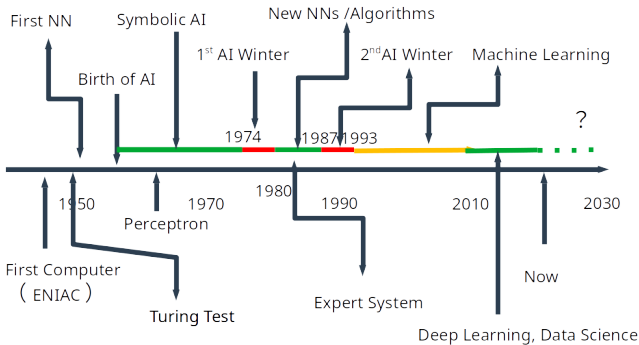 First NN
Symbolic AI
New NNs /Algorithms
1st AI Winter
2nd AI Winter
Machine Learning
Birth of AI
?
1974
1987
1993
1950
1970
1980
1990
2010
2030
Perceptron
First Computer
( ENIAC )
Turing Test
Expert System
Now
Deep Learning, Data Science